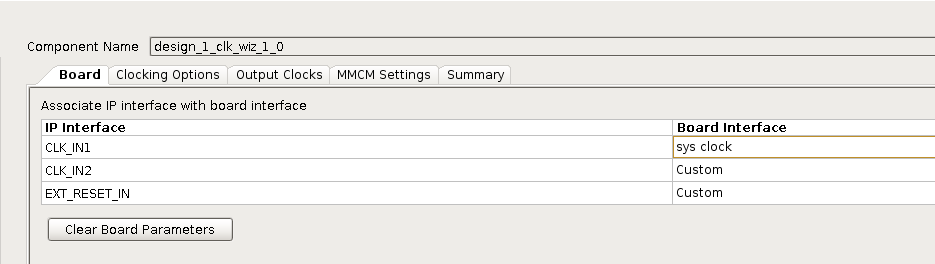 Component Name design_1_clk_wiz_1_0
Board Clocking Options Output Clocks MMCM Settings Summary
Associate IP interface with board interface
IP Interface Board Interface
CLK_IN1 sys clock
CLK_IN2 Custom
EXT_RESET_IN Custom
Clear Board Parameters